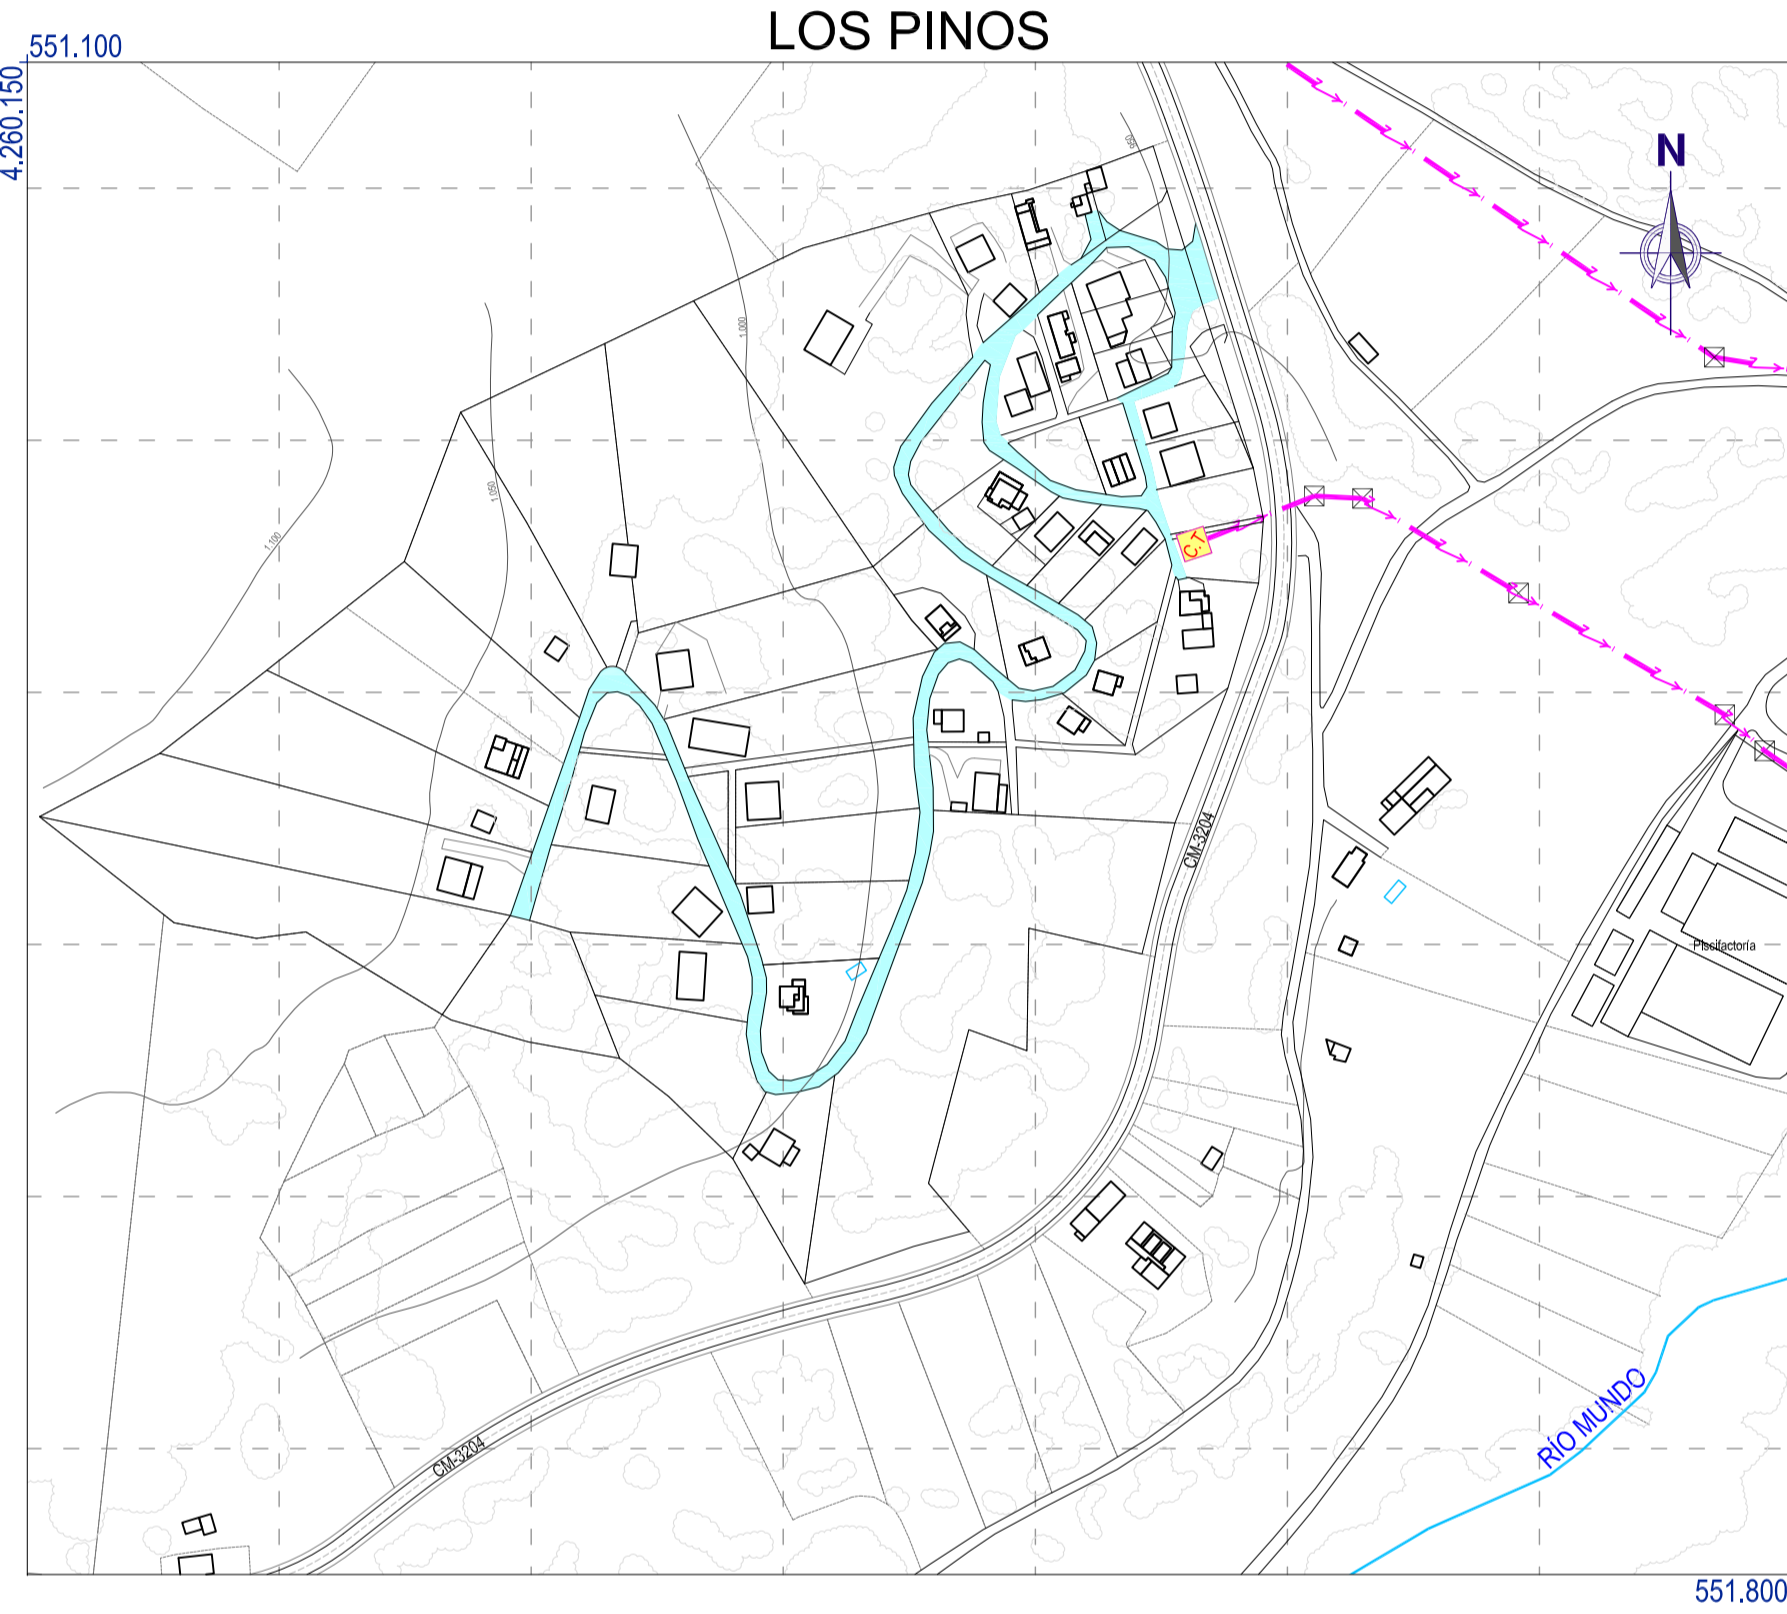 LOS PINOS
551.100
4.260.150
950
N
1.000
1.050
1.100
C.T.
CM-3204
Piscifactoría
RÍO MUNDO
CM-3204
551.800